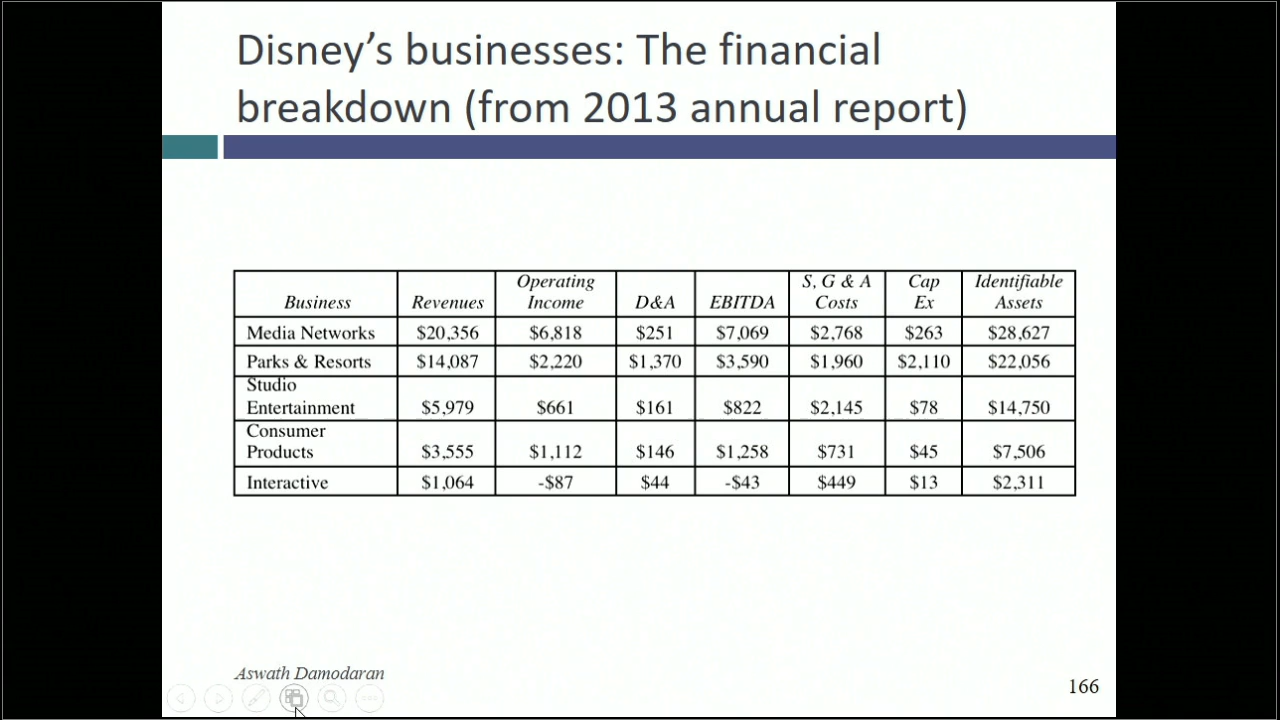 Disney’s businesses: The financial
breakdown (from 2013 annual report)
Business Revenues Operating Income D&A EBITDA S, G & A Costs Cap Ex Identifiable Assets
Media Networks $20,356 $6,818 $251 $7,069 $2,768 $263 $28,627
Parks & Resorts $14,087 $2,220 $1,370 $3,590 $1,960 $2,110 $22,056
Studio Entertainment $5,979 $661 $161 $822 $2,145 $78 $14,750
Consumer Products $3,555 $1,112 $146 $1,258 $731 $45 $7,506
Interactive $1,064 -$87 $44 -$43 $449 $13 $2,311
Aswath Damodaran
166